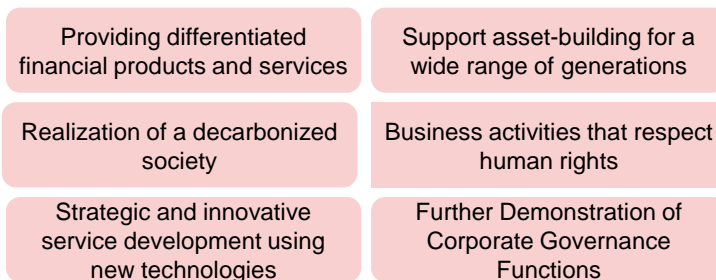 Providing differentiated
financial products and services
Support asset-building for a
wide range of generations
Realization of a decarbonized
society
Business activities that respect
human rights
Strategic and innovative
service development using
new technologies
Further Demonstration of
Corporate Governance
Functions